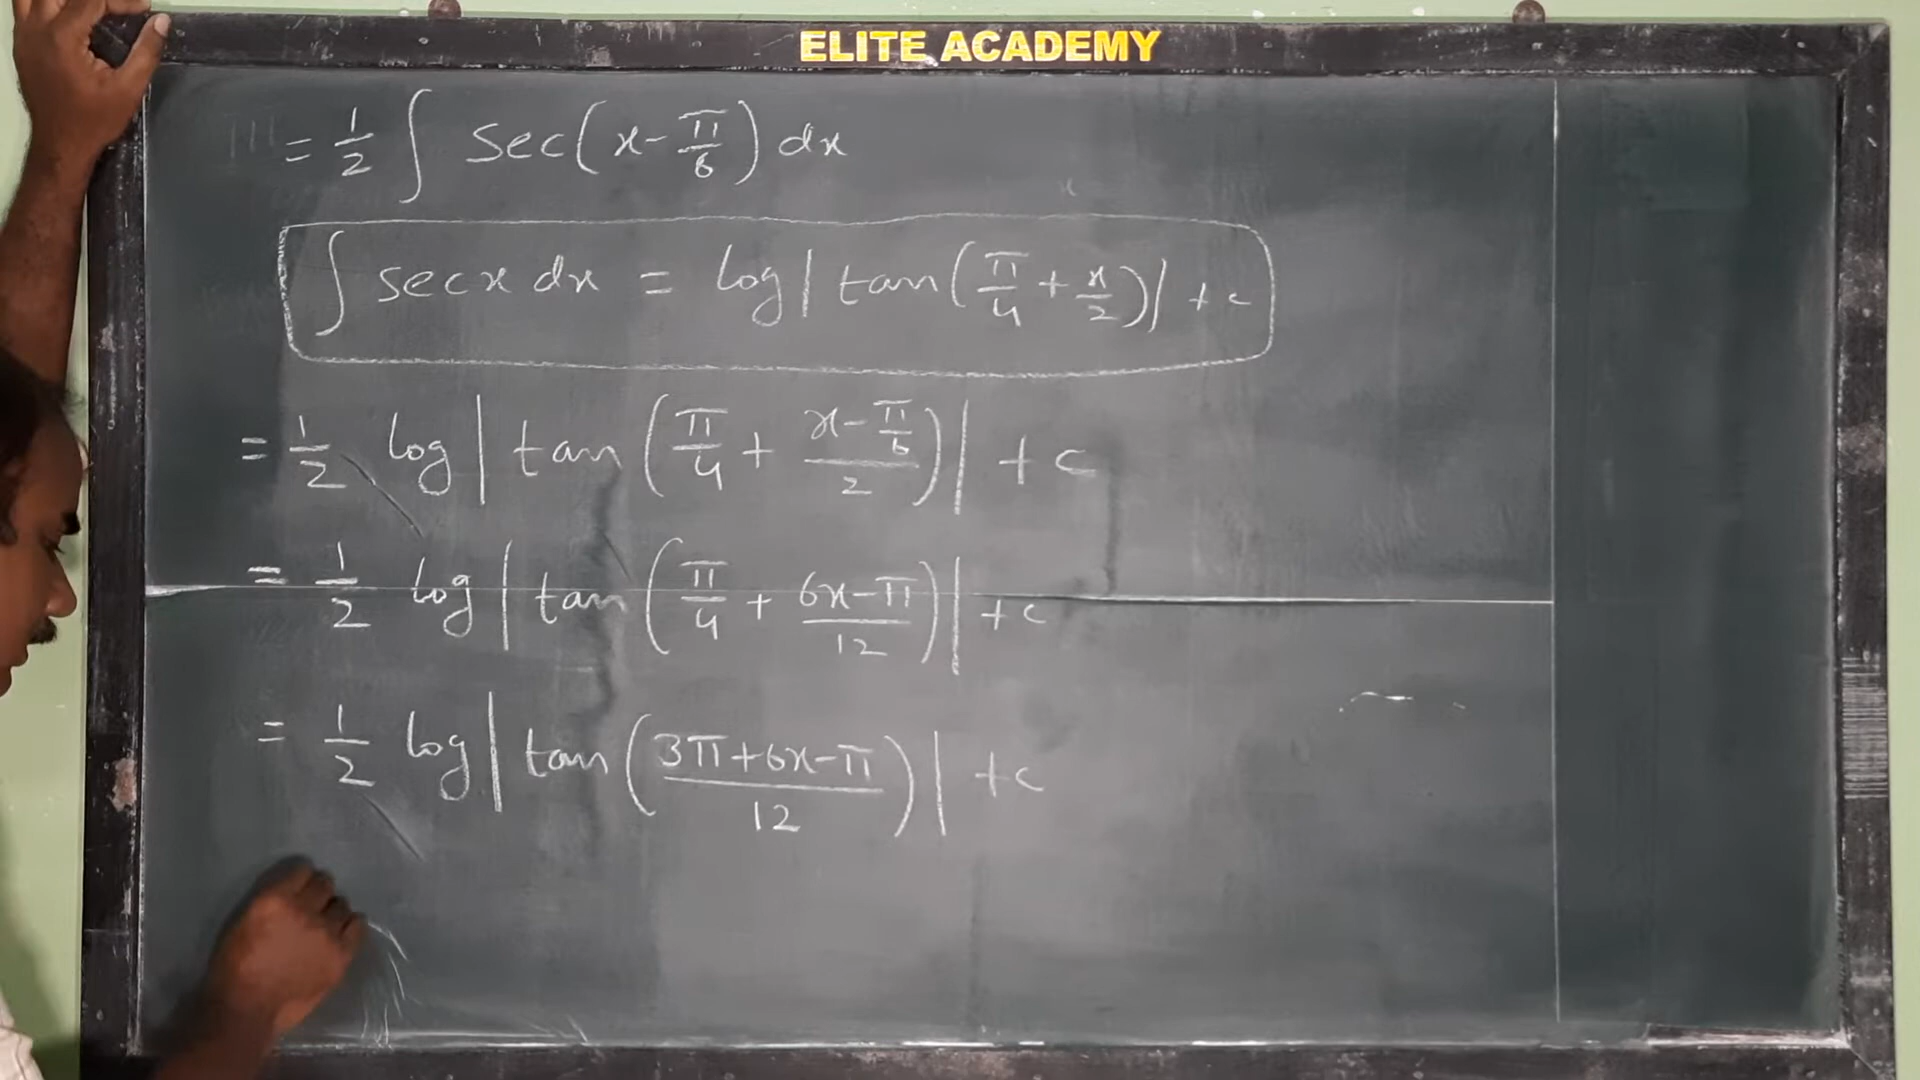 ELITE ACADEMY
= 1/2 ∫ sec(x - π/6) dx
∫ sec x dx = log | tan(π/4 + x/2) | + c
= 1/2 log | tan (π/4 + (x - π/6)/2) | + c
= 1/2 log | tan (π/4 + (6x - π)/12) | + c
= 1/2 log | tan ((3π + 6x - π)/12) | + c